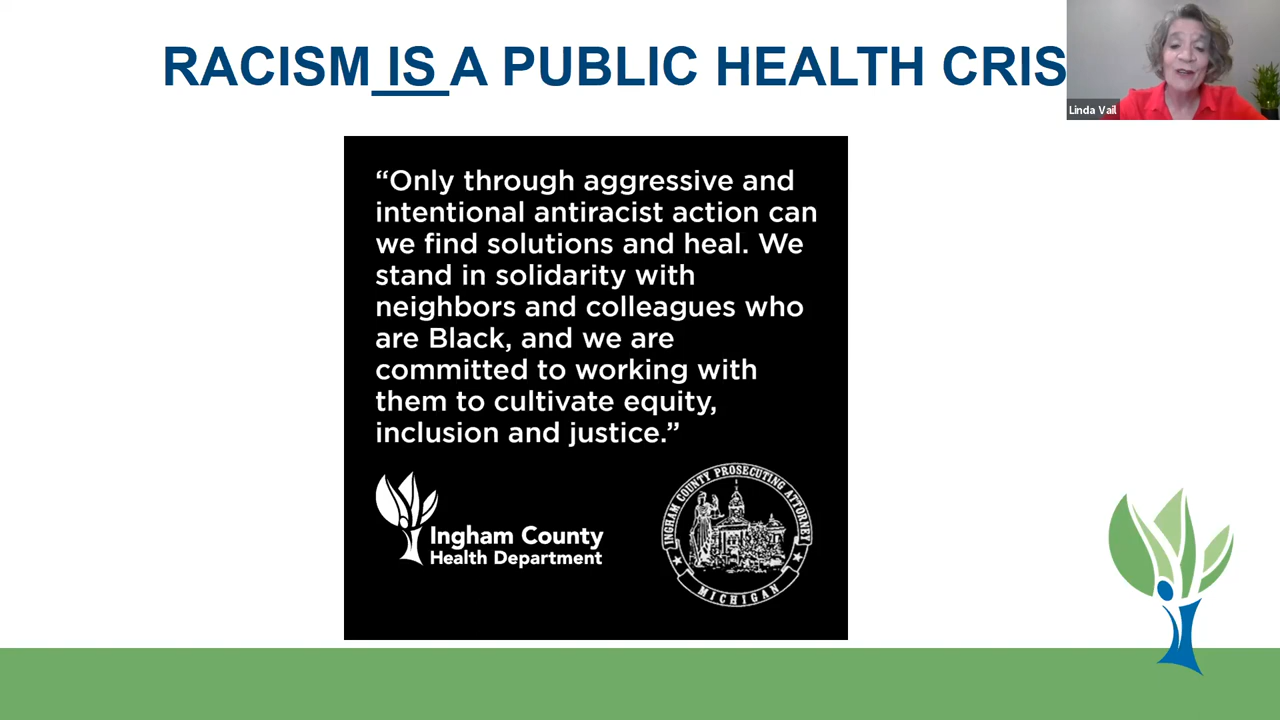 RACISM IS A PUBLIC HEALTH CRIS
Linda Vail
“Only through aggressive and
intentional antiracist action can
we find solutions and heal. We
stand in solidarity with
neighbors and colleagues who
are Black, and we are
committed to working with
them to cultivate equity,
inclusion and justice.”
Ingham County
Health Department
INGHAM COUNTY PROSECUTING ATTORNEY
MICHIGAN